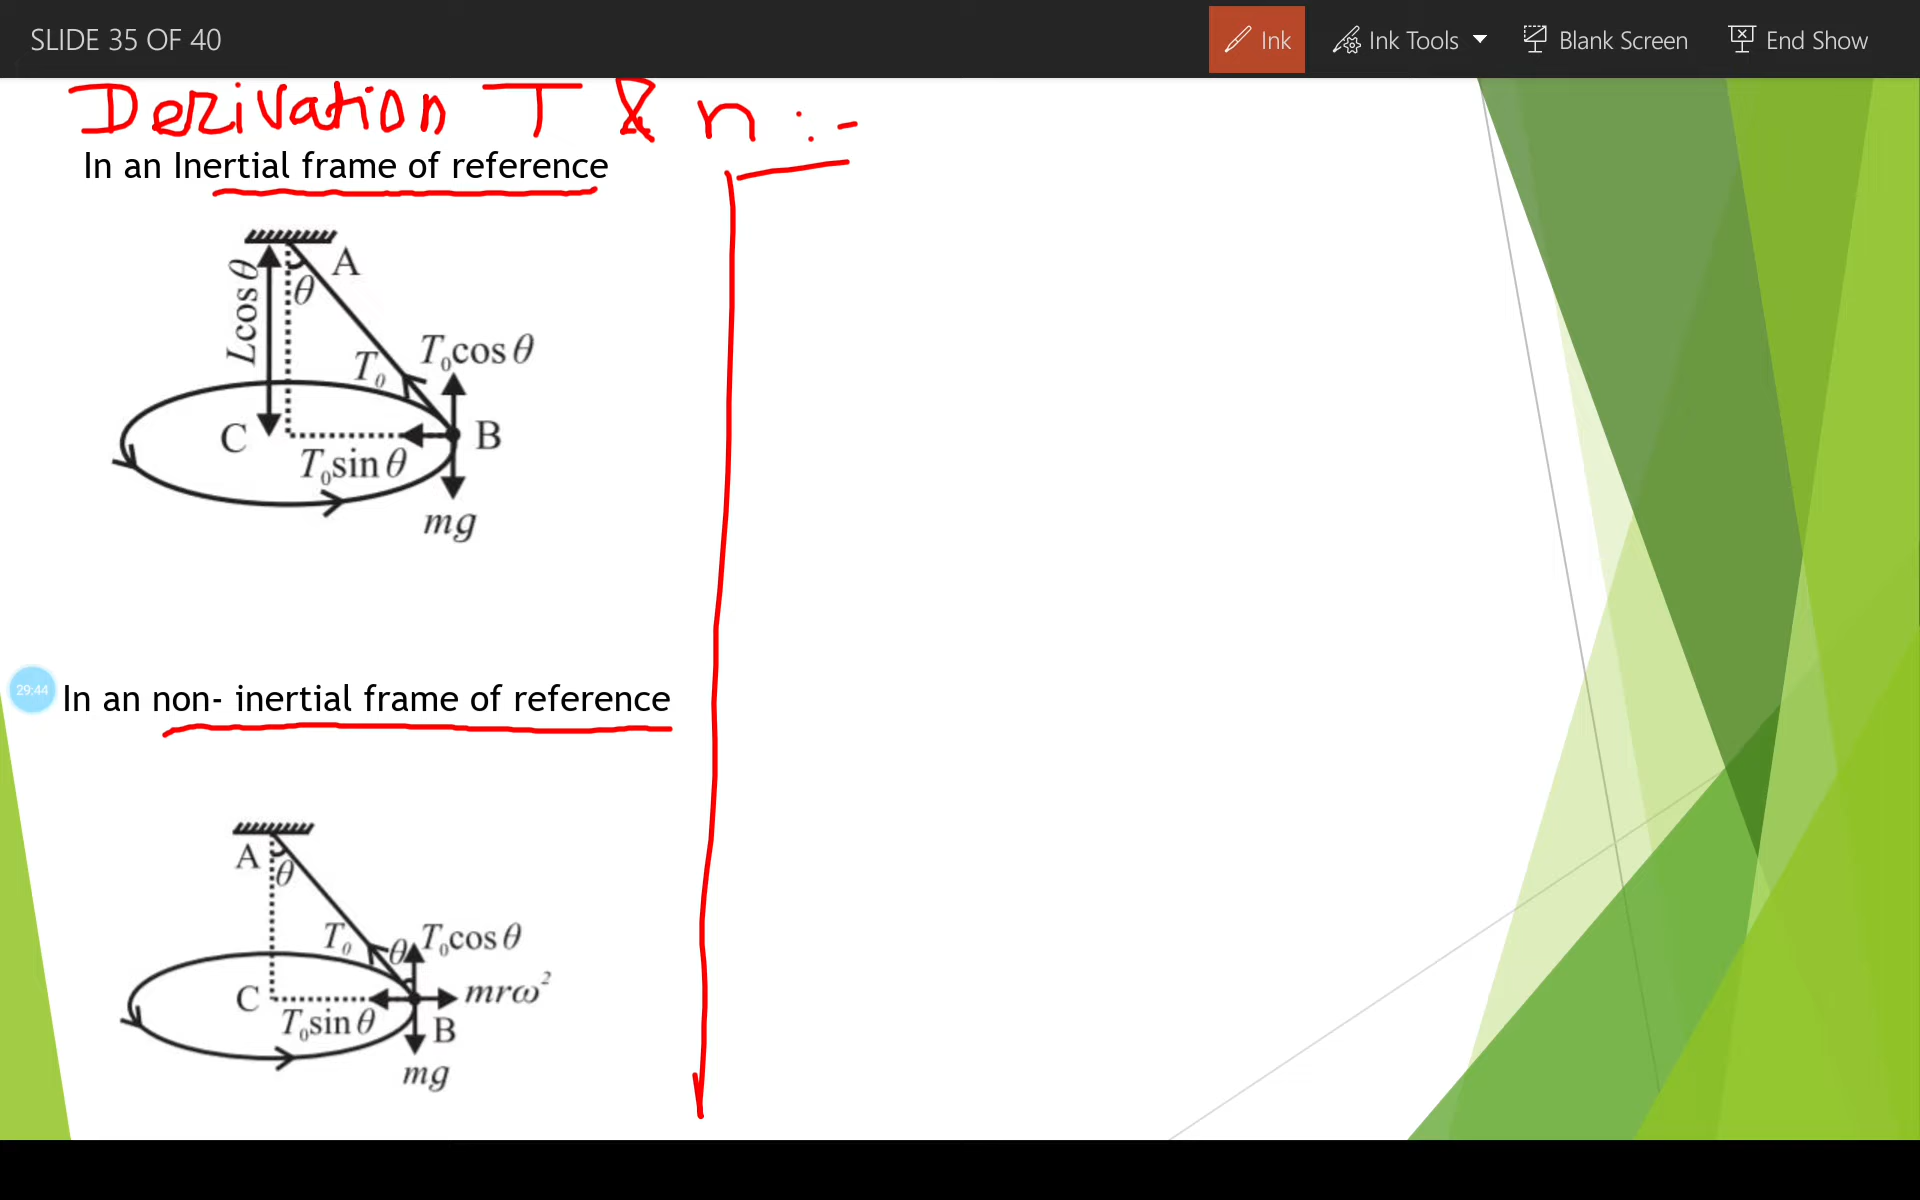 SLIDE 35 OF 40
Ink
Ink Tools
Blank Screen
End Show
Derivation T & n :-
In an Inertial frame of reference
A
θ
Lcosθ
T₀cosθ
T₀
C
B
T₀sinθ
mg
29:44
In an non- inertial frame of reference
A
θ
T₀
θ
T₀cosθ
C
mrω²
T₀sinθ
B
mg